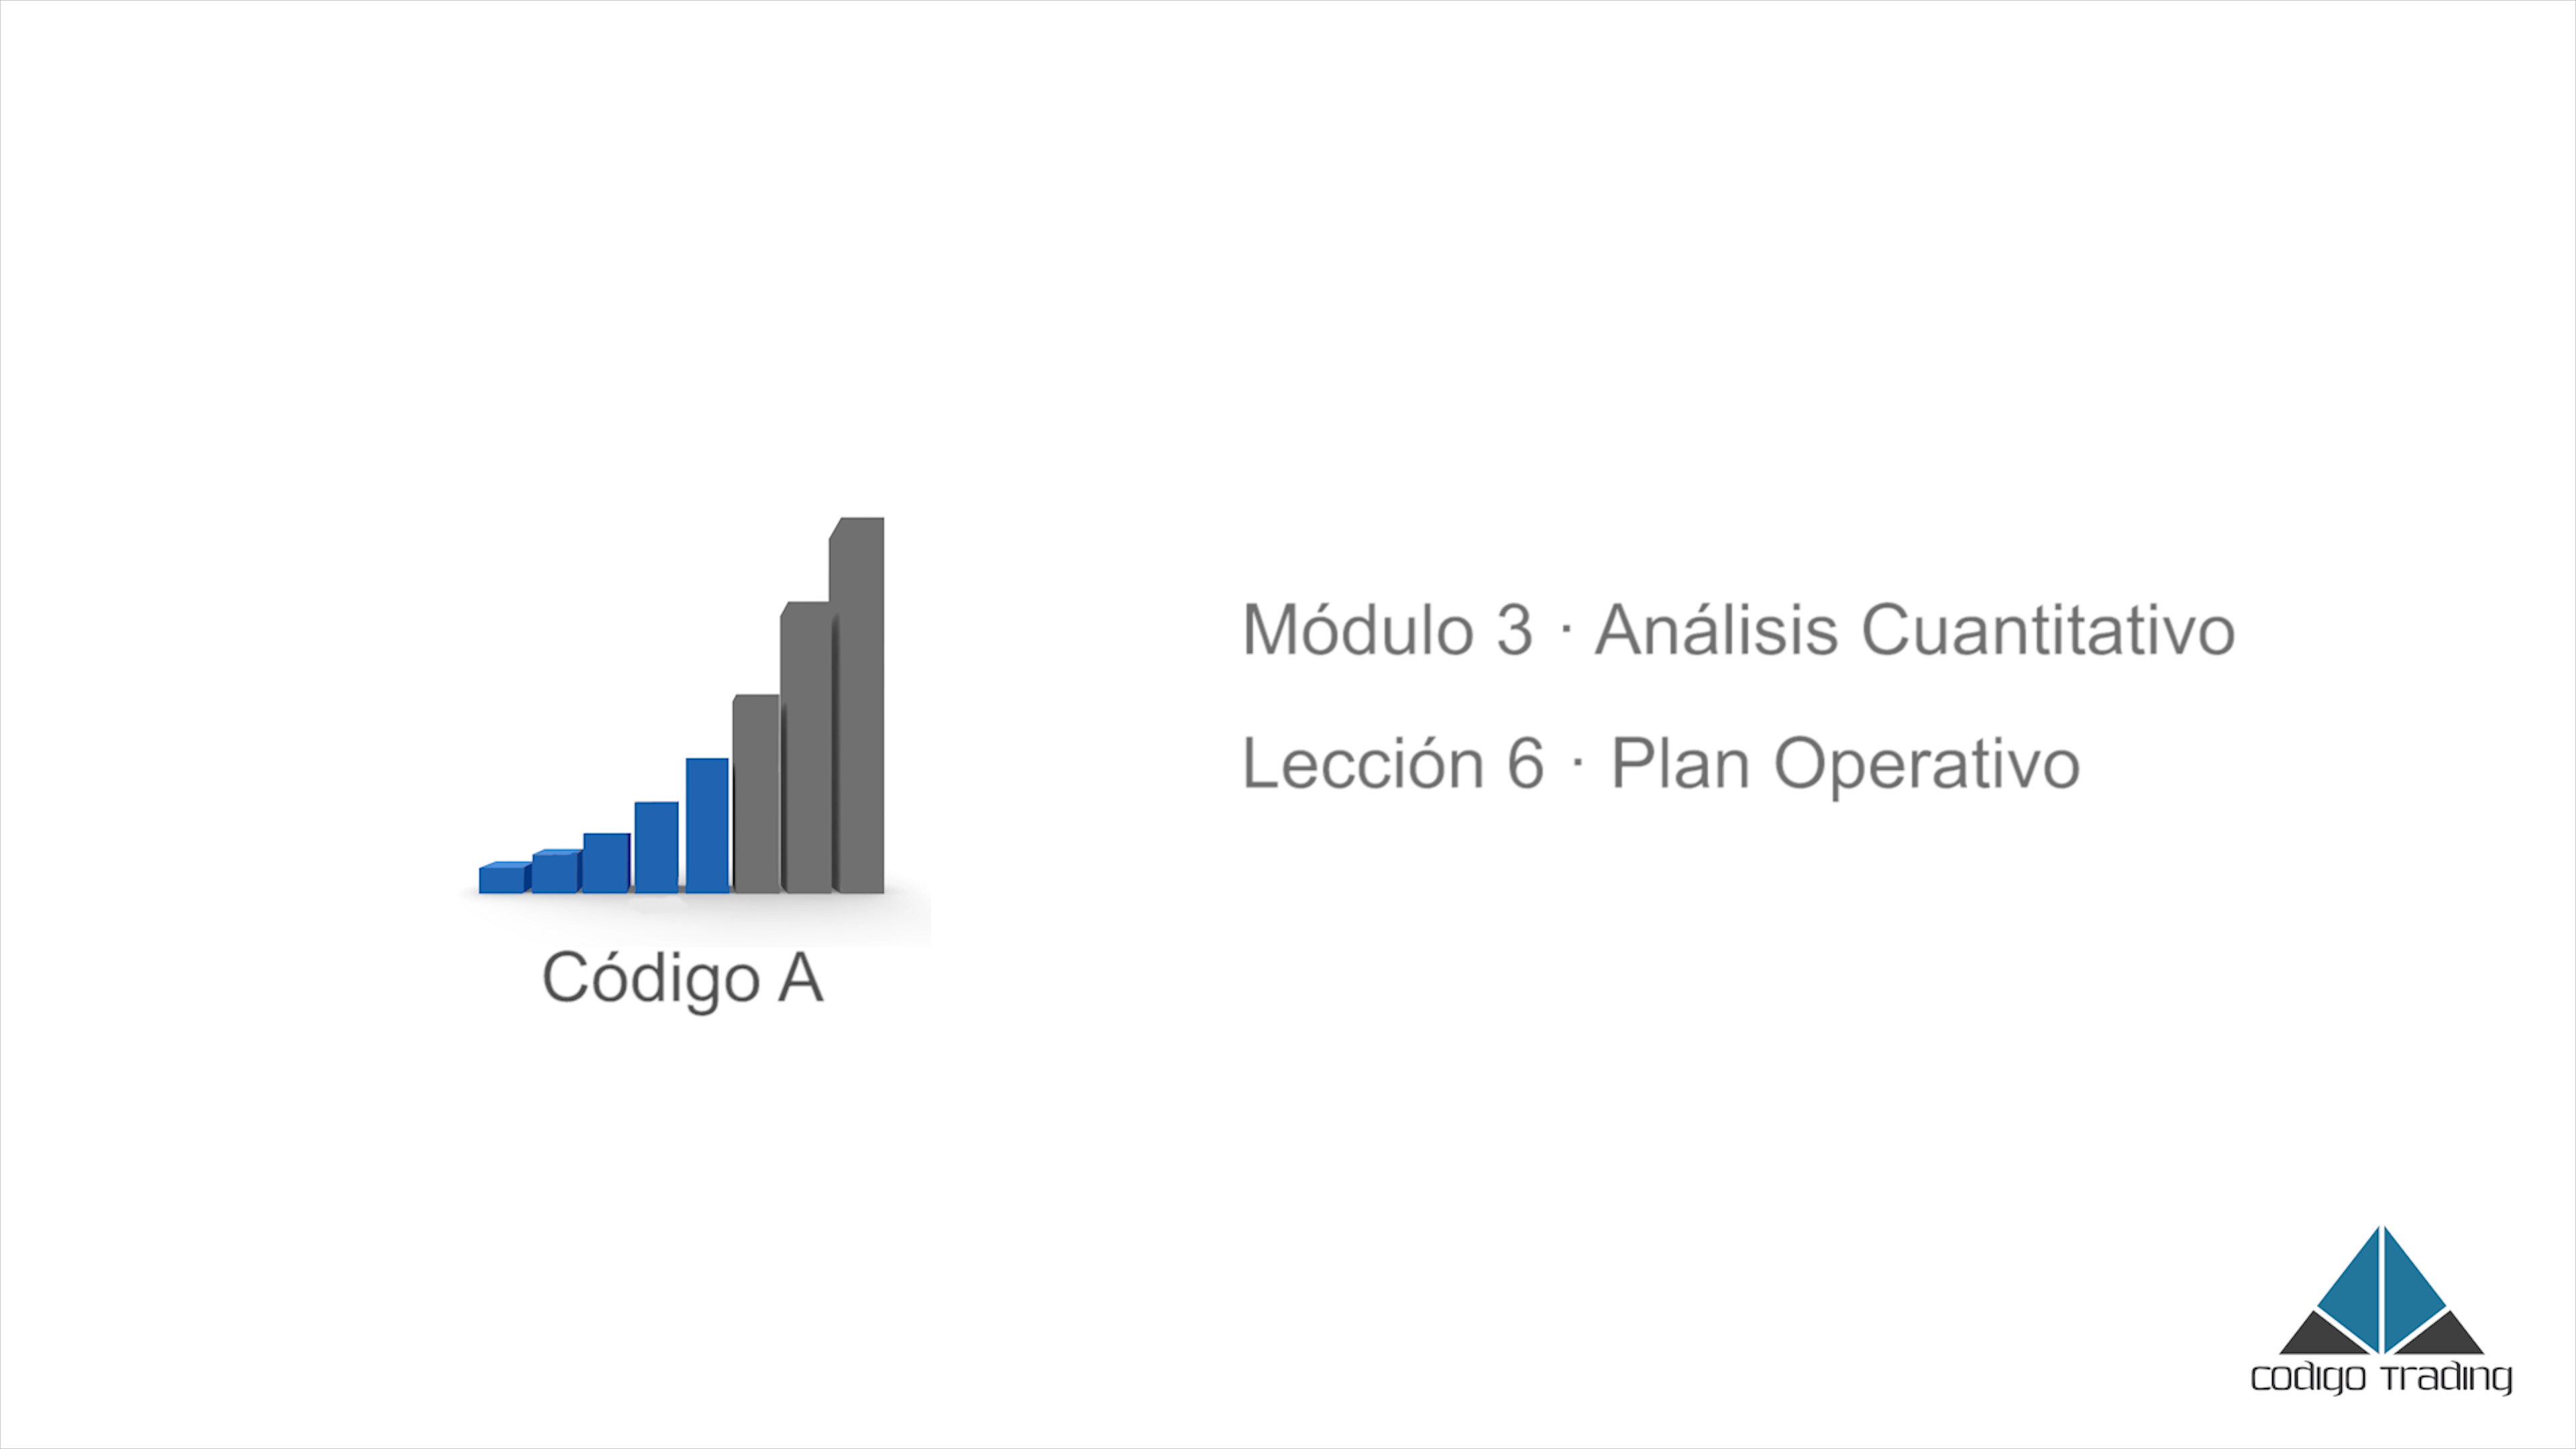 Módulo 3 · Análisis Cuantitativo
Lección 6 · Plan Operativo
Código A
codigo Trading